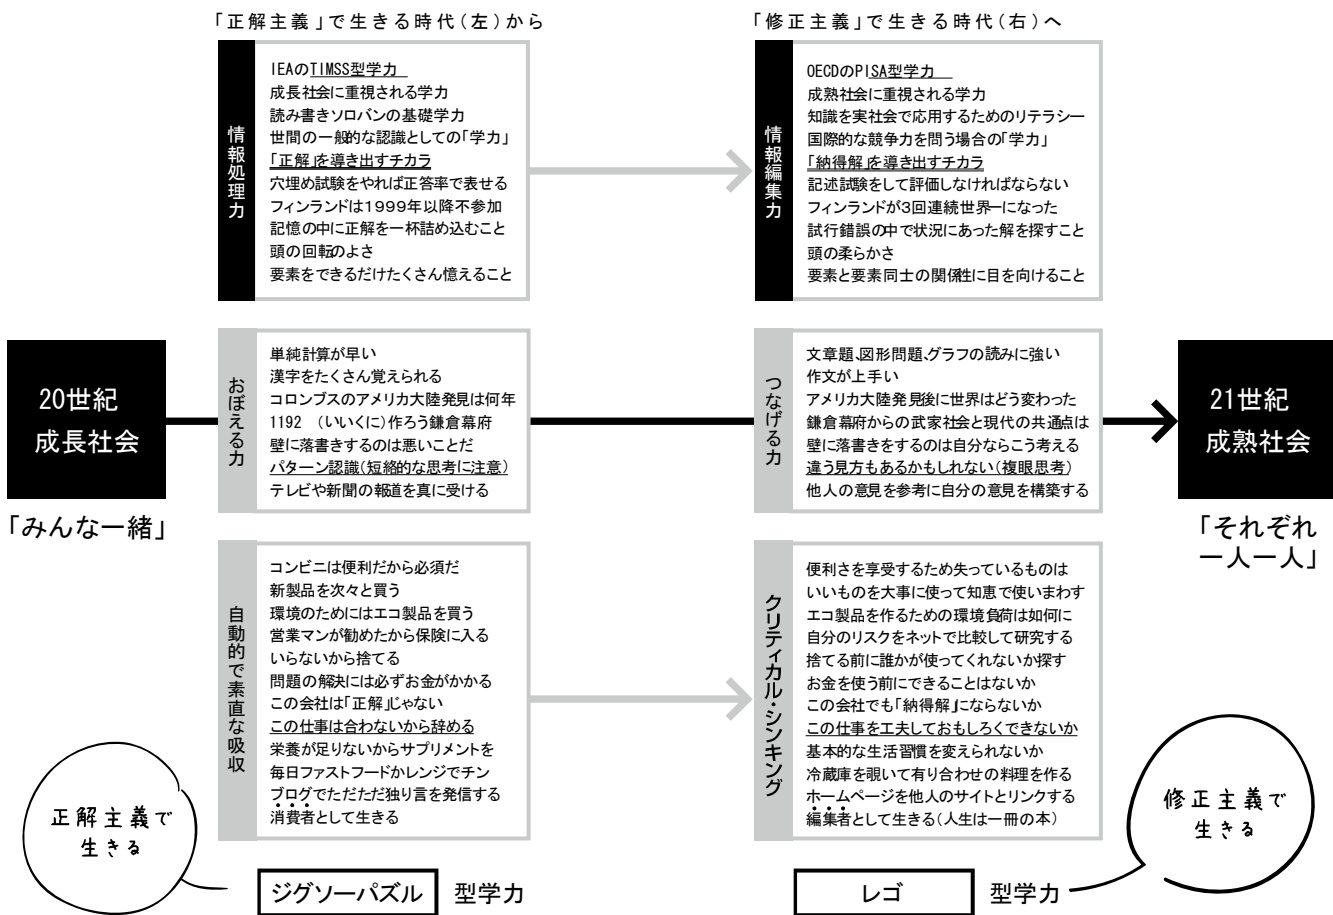 「正解主義」で生きる時代(左)から
「修正主義」で生きる時代(右)へ
情報処理力
IEAのTIMSS型学力
成長社会に重視される学力
読み書きソロバンの基礎学力
世間の一般的な認識としての「学力」
「正解」を導き出すチカラ
穴埋め試験をやれば正答率で表せる
フィンランドは1999年以降不参加
記憶の中に正解を一杯詰め込むこと
頭の回転のよさ
要素をできるだけたくさん憶えること
情報編集力
OECDのPISA型学力
成熟社会に重視される学力
知識を実社会で応用するためのリテラシー
国際的な競争力を問う場合の「学力」
「納得解」を導き出すチカラ
記述試験をして評価しなければならない
フィンランドが3回連続世界一になった
試行錯誤の中で状況にあった解を探すこと
頭の柔らかさ
要素と要素同士の関係性に目を向けること
20世紀
成長社会
「みんな一緒」
おぼえる力
単純計算が早い
漢字をたくさん覚えられる
コロンブスのアメリカ大陸発見は何年
1192 (いいくに)作ろう鎌倉幕府
壁に落書きするのは悪いことだ
パターン認識(短絡的な思考に注意)
テレビや新聞の報道を真に受ける
つなげる力
文章題、図形問題、グラフの読みに強い
作文が上手い
アメリカ大陸発見後に世界はどう変わった
鎌倉幕府からの武家社会と現代の共通点は
壁に落書きをするのは自分ならこう考える
違う見方もあるかもしれない(複眼思考)
他人の意見を参考に自分の意見を構築する
21世紀
成熟社会
「それぞれ
一人一人」
自動的で素直な吸収
コンビニは便利だから必須だ
新製品を次々と買う
環境のためにはエコ製品を買う
営業マンが勧めたから保険に入る
いらないから捨てる
問題の解決には必ずお金がかかる
この会社は「正解」じゃない
この仕事は合わないから辞める
栄養が足りないからサプリメントを
毎日ファストフードかレンジでチン
ブログでただただ独り言を発信する
消費者として生きる
クリティカル・シンキング
便利さを享受するため失っているものは
いいものを大事に使って知恵で使いまわす
エコ製品を作るための環境負荷は如何に
自分のリスクをネットで比較して研究する
捨てる前に誰かが使ってくれないか探す
お金を使う前にできることはないか
この会社でも「納得解」にならないか
この仕事を工夫しておもしろくできないか
基本的な生活習慣を変えられないか
冷蔵庫を覗いて有り合わせの料理を作る
ホームページを他人のサイトとリンクする
編集者として生きる(人生は一冊の本)
正解主義で
生きる
ジグソーパズル 型学力
レゴ 型学力
修正主義で
生きる